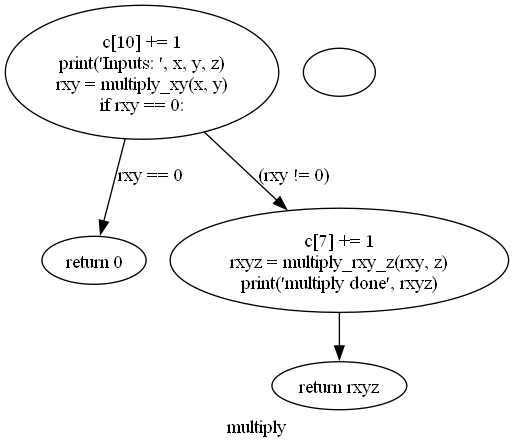 c[10] += 1
print('Inputs: ', x, y, z)
rxy = multiply_xy(x, y)
if rxy == 0:
rxy == 0
(rxy != 0)
c[7] += 1
rxyz = multiply_rxy_z(rxy, z)
print('multiply done', rxyz)
return 0
return rxyz
multiply